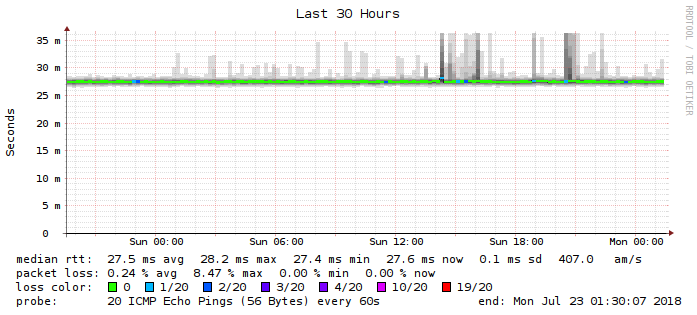 Last 30 Hours
RRDTOOL / TOBI OETIKER
Seconds
35 m
30 m
25 m
20 m
15 m
10 m
5 m
0
Sun 00:00 Sun 06:00 Sun 12:00 Sun 18:00 Mon 00:00
median rtt: 27.5 ms avg 28.2 ms max 27.4 ms min 27.6 ms now 0.1 ms sd 407.0 am/s
packet loss: 0.24 % avg 8.47 % max 0.00 % min 0.00 % now
loss color: 0 1/20 2/20 3/20 4/20 10/20 19/20
probe: 20 ICMP Echo Pings (56 Bytes) every 60s end: Mon Jul 23 01:30:07 2018